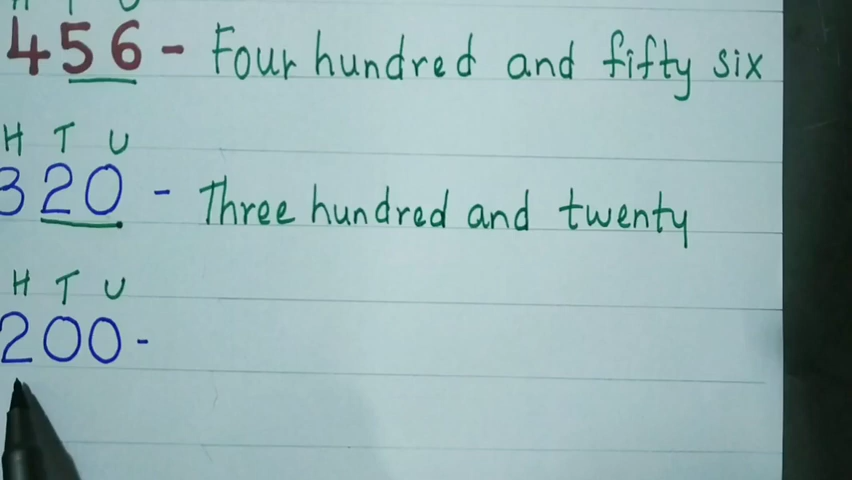 H T U
456 - Four hundred and fifty six
H T U
320 - Three hundred and twenty
H T U
200 -